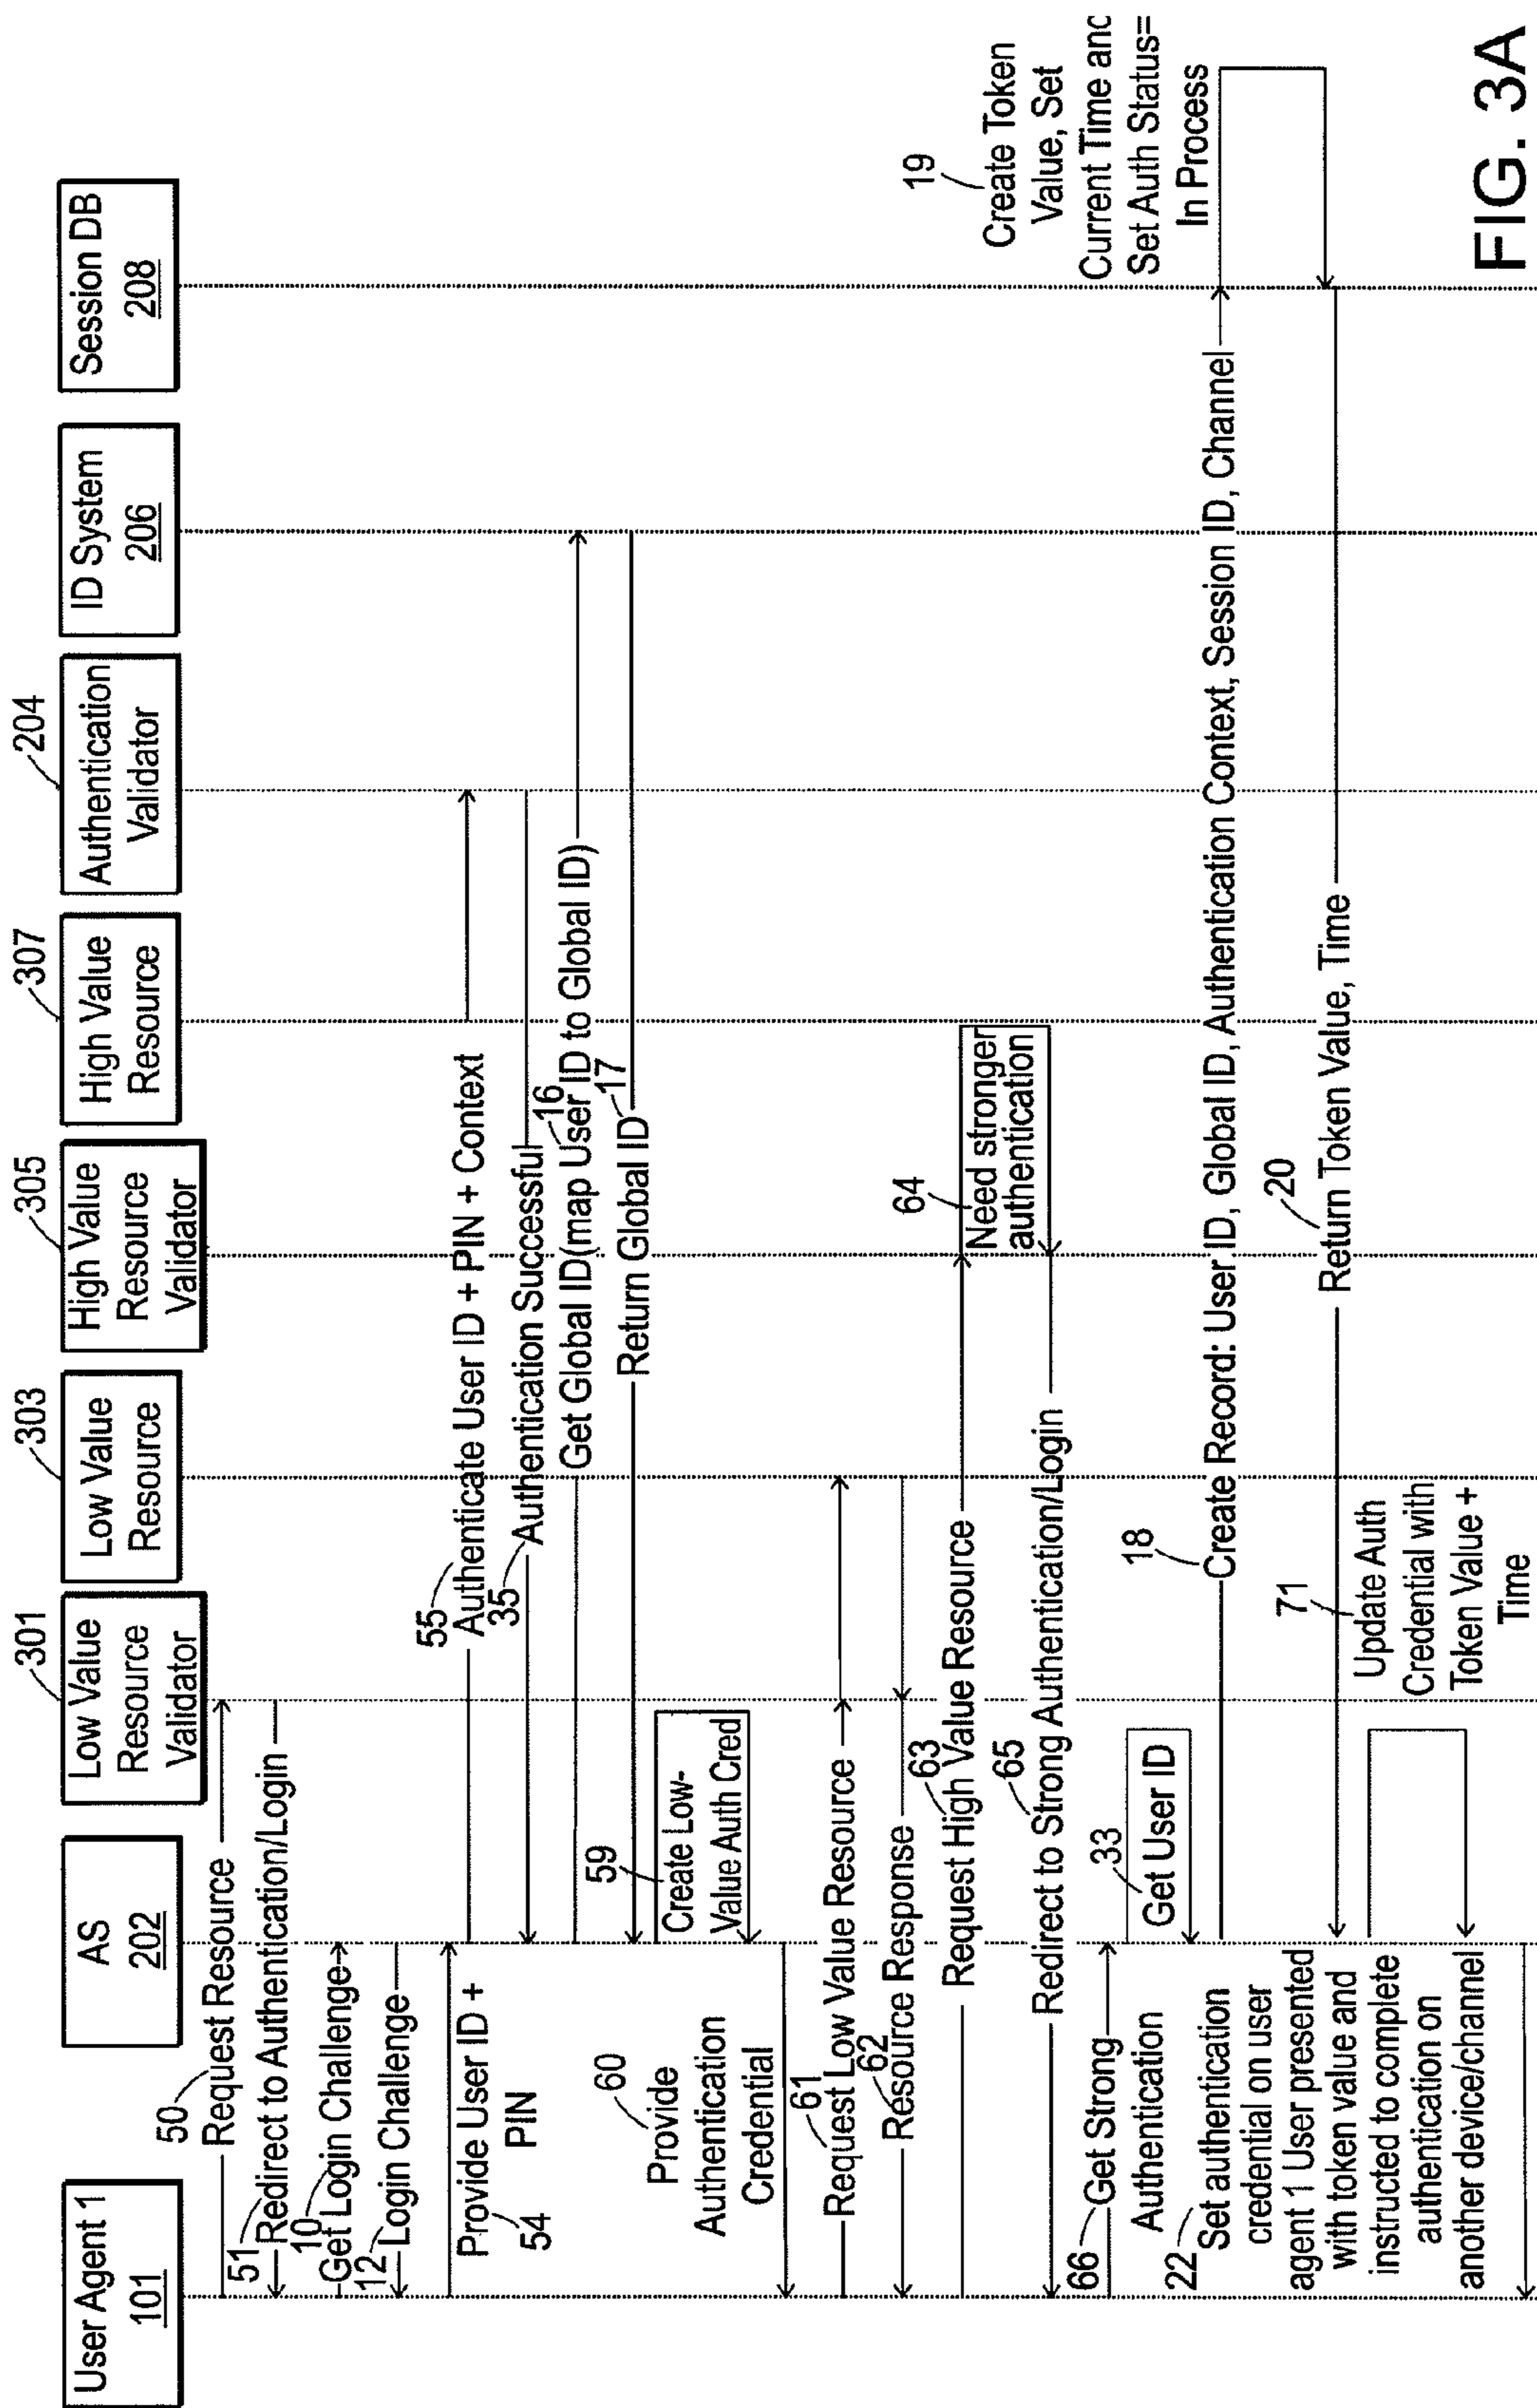 User Agent 1
101
AS
202
301
Low Value
Resource
Validator
303
Low Value
Resource
305
High Value
Resource
Validator
307
High Value
Resource
204
Authentication
Validator
ID System
206
Session DB
208
50
Request Resource
51
Redirect to Authentication/Login
10
Get Login Challenge
12
Login Challenge
Provide User ID +
PIN
54
55
Authenticate User ID + PIN + Context
35
Authentication Successful
16
Get Global ID(map User ID to Global ID)
17
Return Global ID
59
Create Low-
Value Auth Cred
60
Provide
Authentication
Credential
61
Request Low Value Resource
62
Resource Response
63
Request High Value Resource
64
Need stronger
authentication
65
Redirect to Strong Authentication/Login
66
Get Strong
Authentication
33
Get User ID
18
Create Record: User ID, Global ID, Authentication Context, Session ID, Channel
19
Create Token
Value, Set
Current Time and
Set Auth Status=
In Process
20
Return Token Value, Time
71
Update Auth
Credential with
Token Value +
Time
22
Set authentication
credential on user
agent 1 User presented
with token value and
instructed to complete
authentication on
another device/channel
FIG. 3A